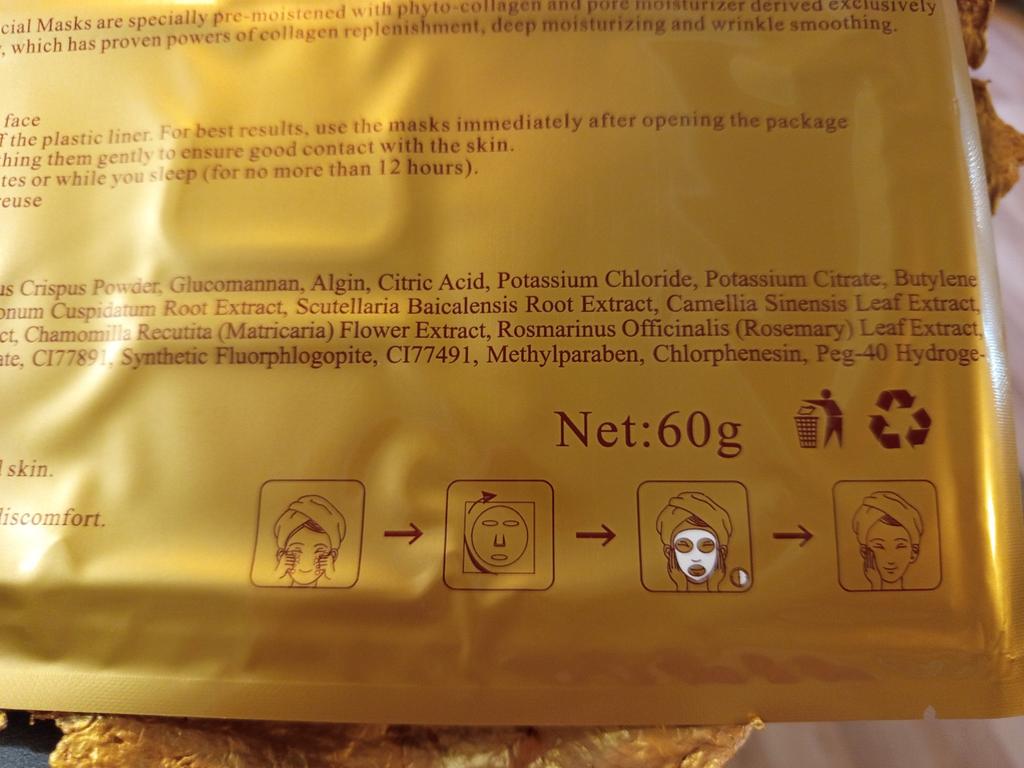 cial Masks are specially pre-moistened with phyto-collagen and pore moisturizer derived exclusively
, which has proven powers of collagen replenishment, deep moisturizing and wrinkle smoothing.
face
f the plastic liner. For best results, use the masks immediately after opening the package
thing them gently to ensure good contact with the skin.
tes or while you sleep (for no more than 12 hours).
reuse
us Crispus Powder, Glucomannan, Algin, Citric Acid, Potassium Chloride, Potassium Citrate, Butylene
onum Cuspidatum Root Extract, Scutellaria Baicalensis Root Extract, Camellia Sinensis Leaf Extract,
ct, Chamomilla Recutita (Matricaria) Flower Extract, Rosmarinus Officinalis (Rosemary) Leaf Extract,
ate, CI77891, Synthetic Fluorphlogopite, CI77491, Methylparaben, Chlorphenesin, Peg-40 Hydroge-
Net:60g
skin.
discomfort.